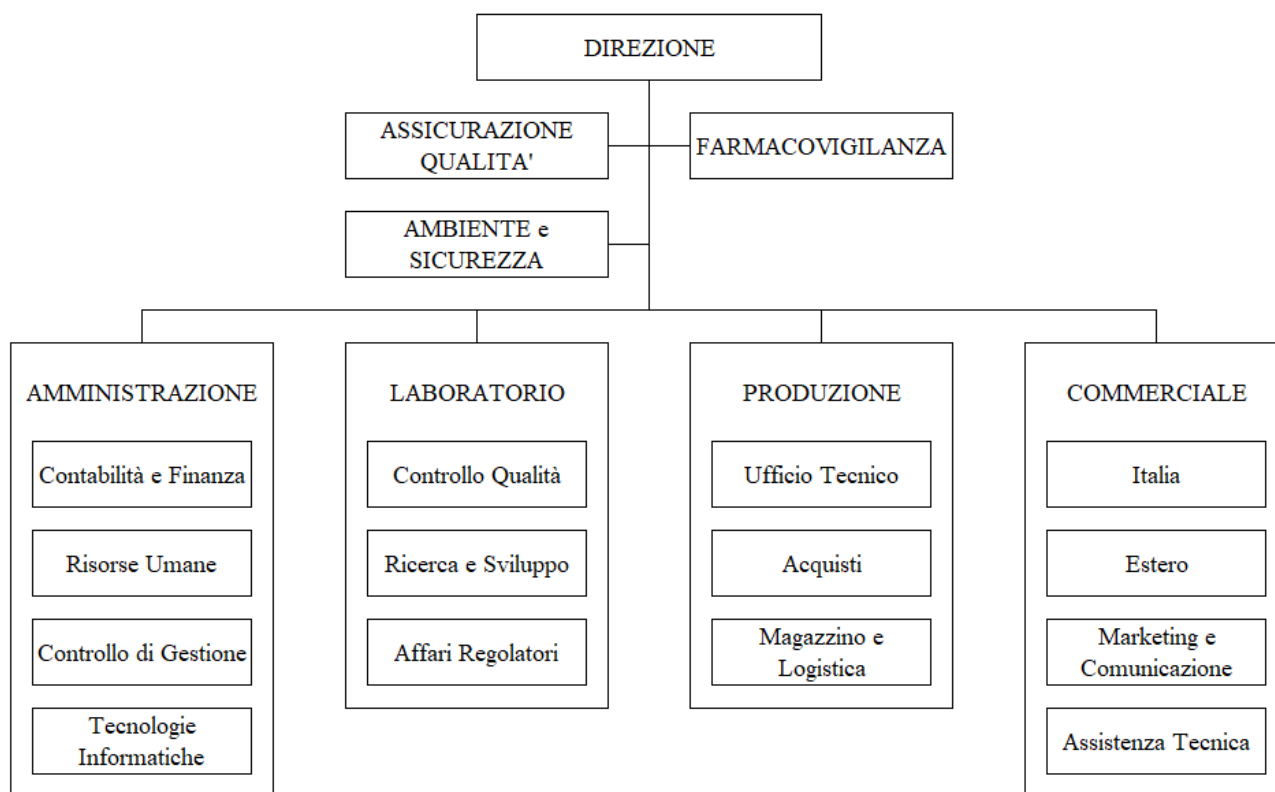 DIREZIONE
ASSICURAZIONE
QUALITA'
FARMACOVIGILANZA
AMBIENTE e
SICUREZZA
AMMINISTRAZIONE
Contabilità e Finanza
Risorse Umane
Controllo di Gestione
Tecnologie
Informatiche
LABORATORIO
Controllo Qualità
Ricerca e Sviluppo
Affari Regolatori
PRODUZIONE
Ufficio Tecnico
Acquisti
Magazzino e
Logistica
COMMERCIALE
Italia
Estero
Marketing e
Comunicazione
Assistenza Tecnica